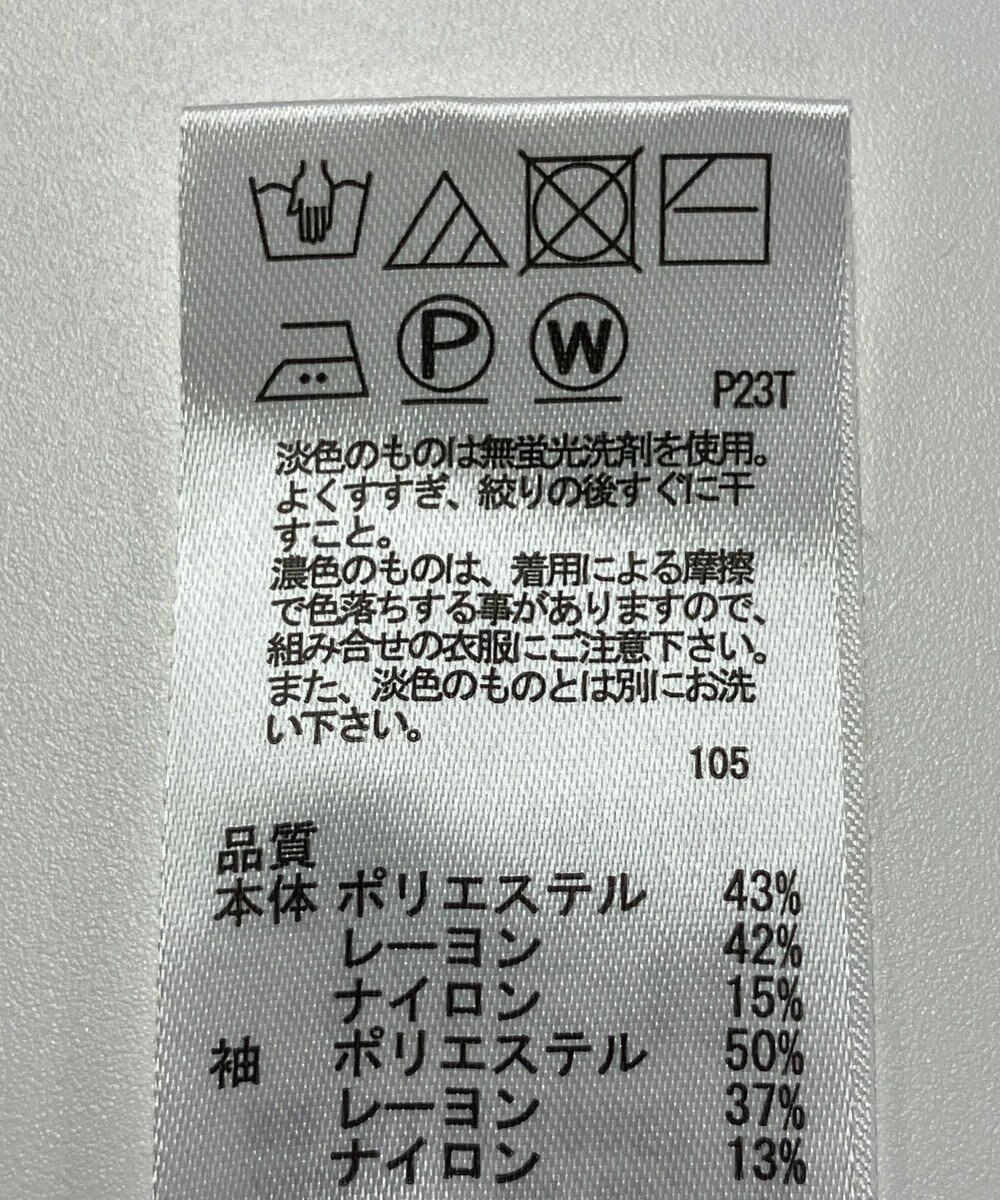 P W P23T
淡色のものは無蛍光洗剤を使用。
よくすすぎ、絞りの後すぐに干
すこと。
濃色のものは、着用による摩擦
で色落ちする事がありますので、
組み合せの衣服にご注意下さい。
また、淡色のものとは別にお洗
い下さい。
105
品質
本体 ポリエステル 43%
レーヨン 42%
ナイロン 15%
袖 ポリエステル 50%
レーヨン 37%
ナイロン 13%